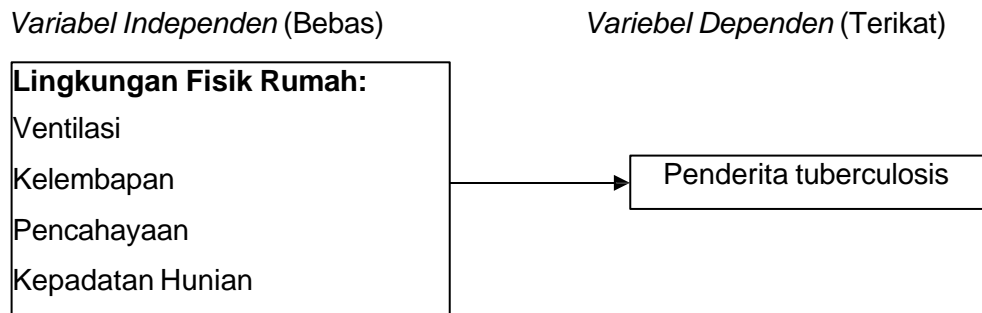 Variabel Independen (Bebas)
Variebel Dependen (Terikat)
Lingkungan Fisik Rumah:
Ventilasi
Kelembapan
Pencahayaan
Kepadatan Hunian
Penderita tuberculosis